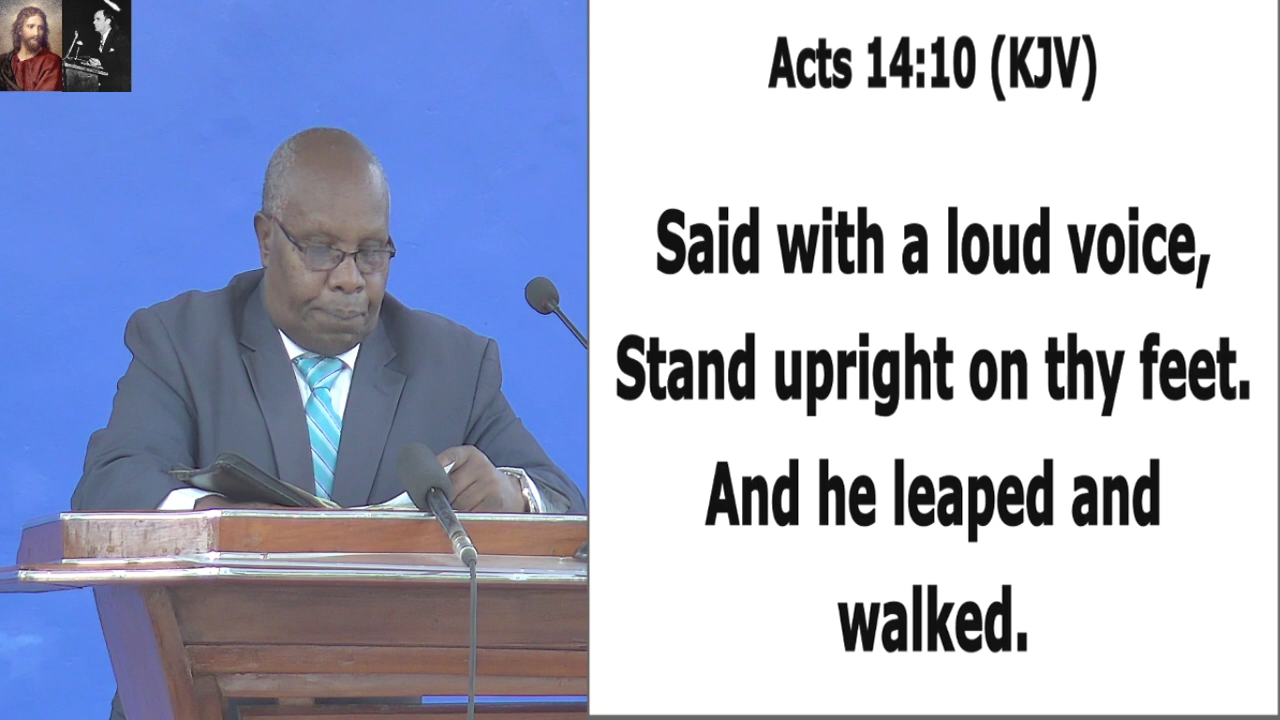 Acts 14:10 (KJV)
Said with a loud voice,
Stand upright on thy feet.
And he leaped and
walked.